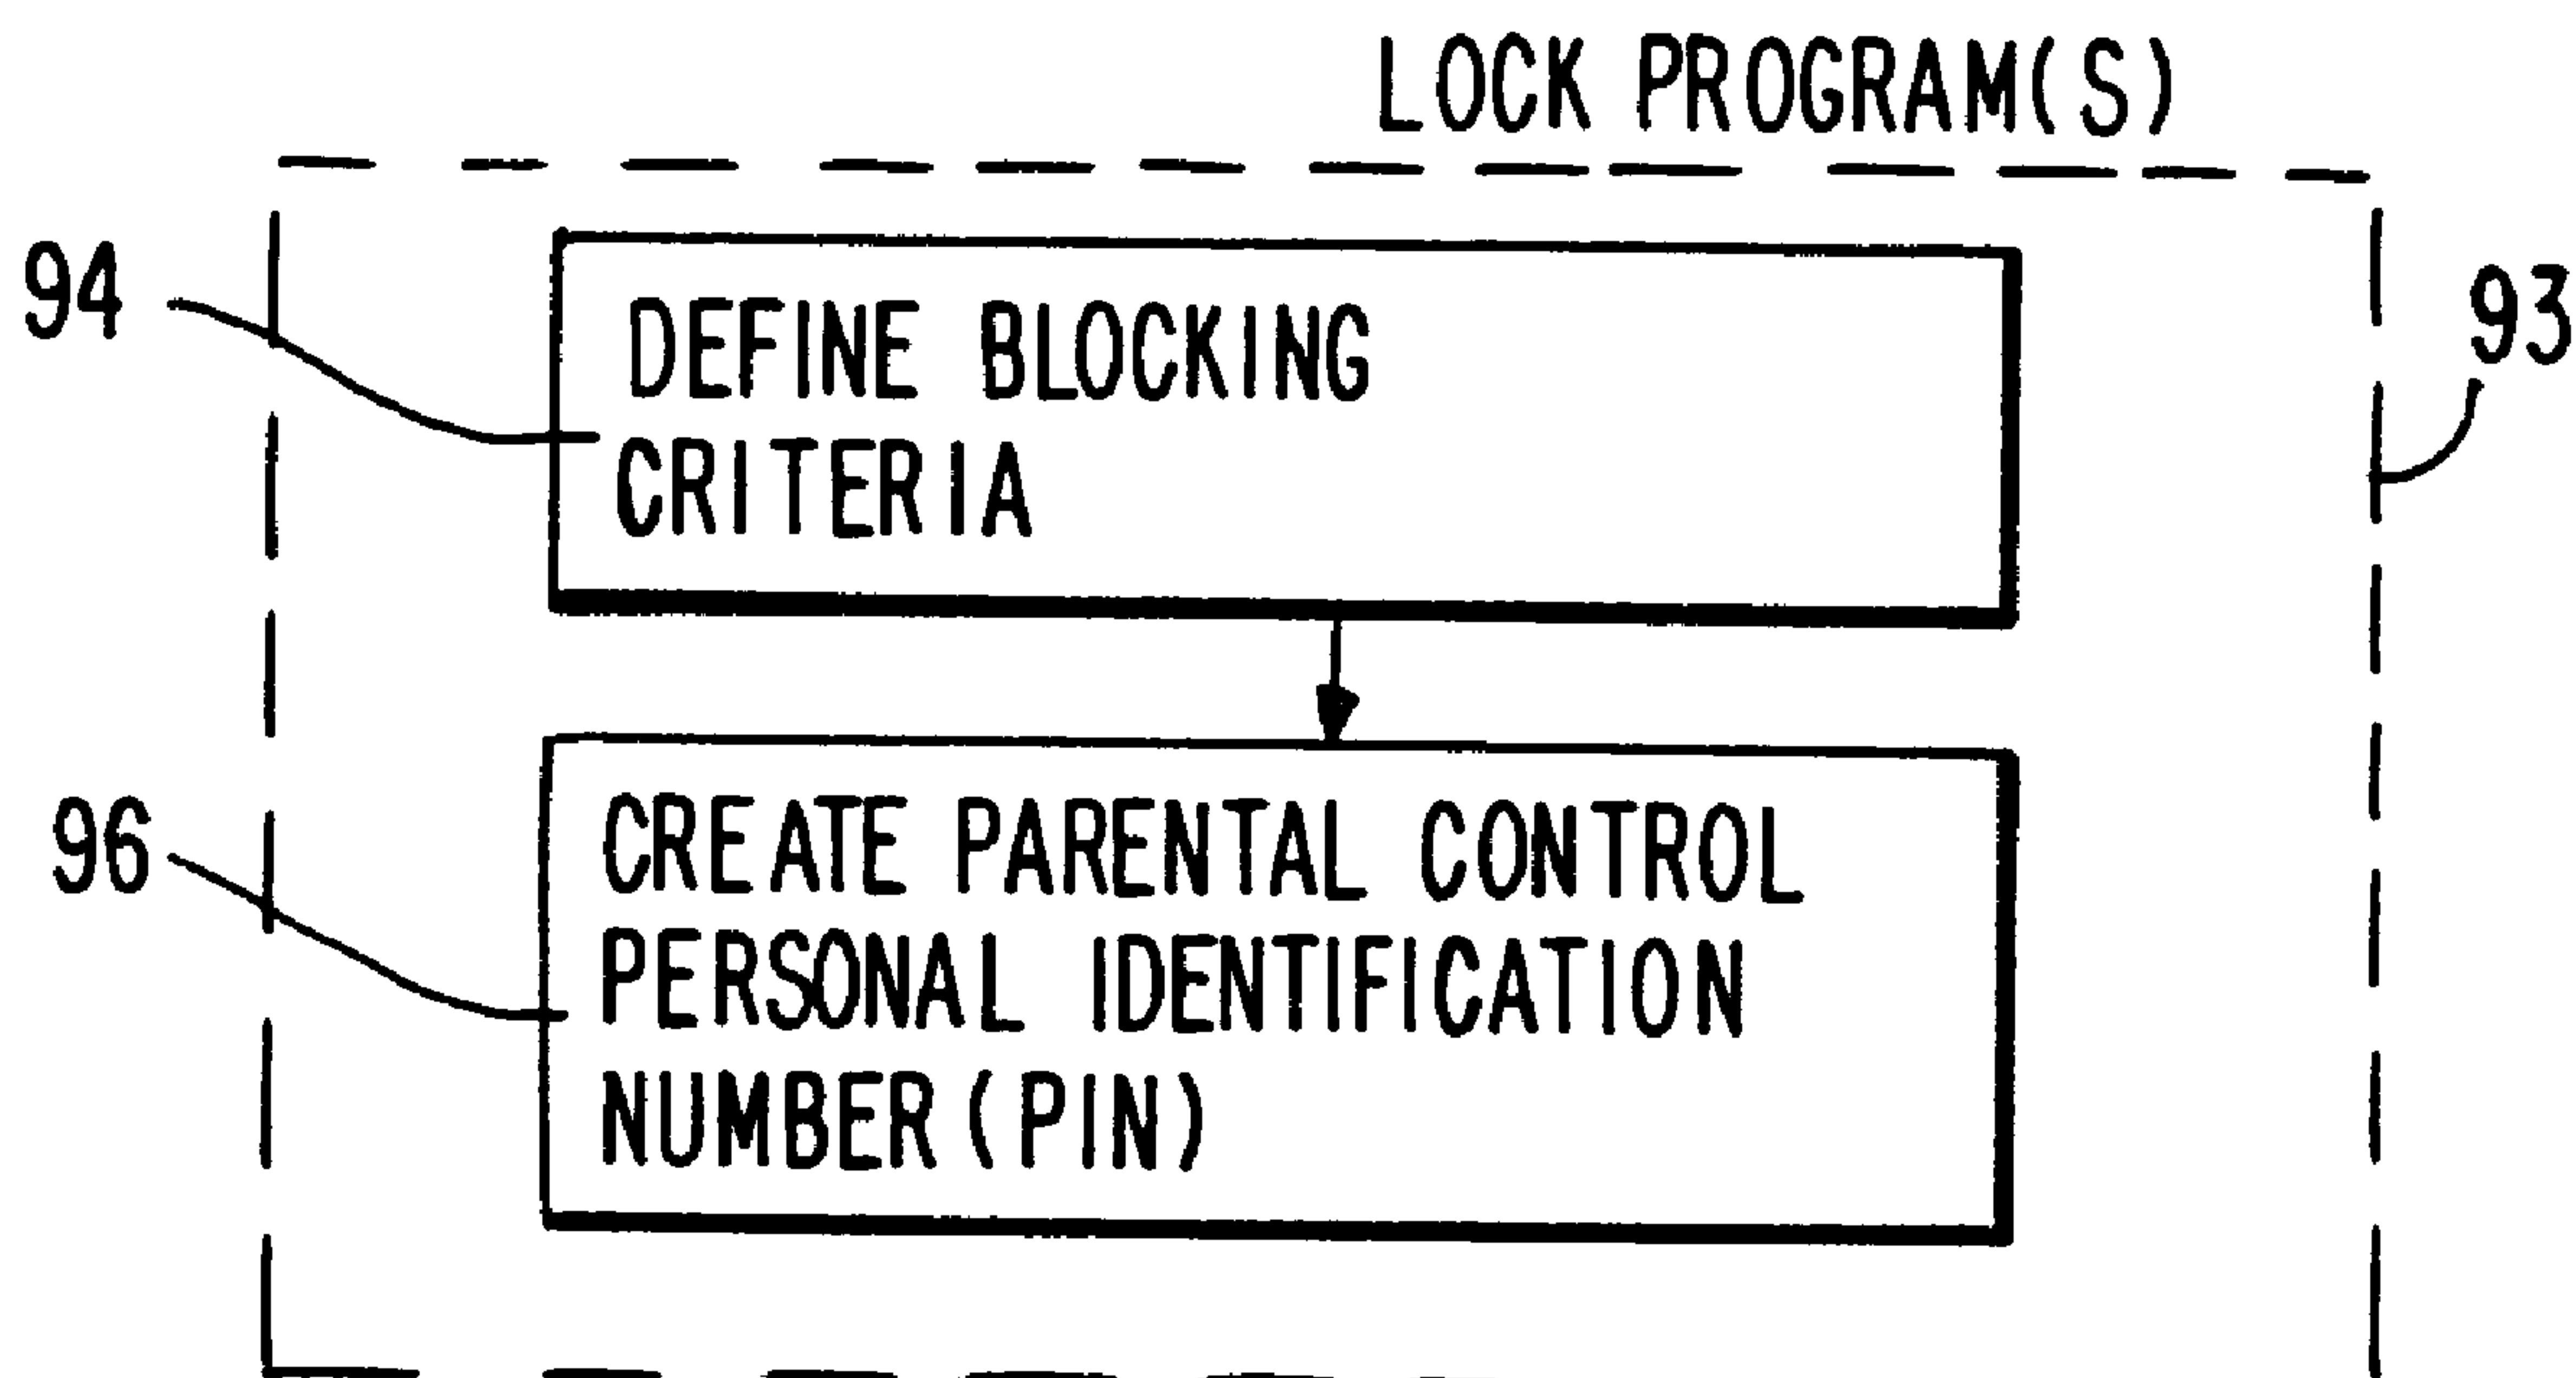 LOCK PROGRAM(S)
94
93
DEFINE BLOCKING
CRITERIA
96
CREATE PARENTAL CONTROL
PERSONAL IDENTIFICATION
NUMBER (PIN)